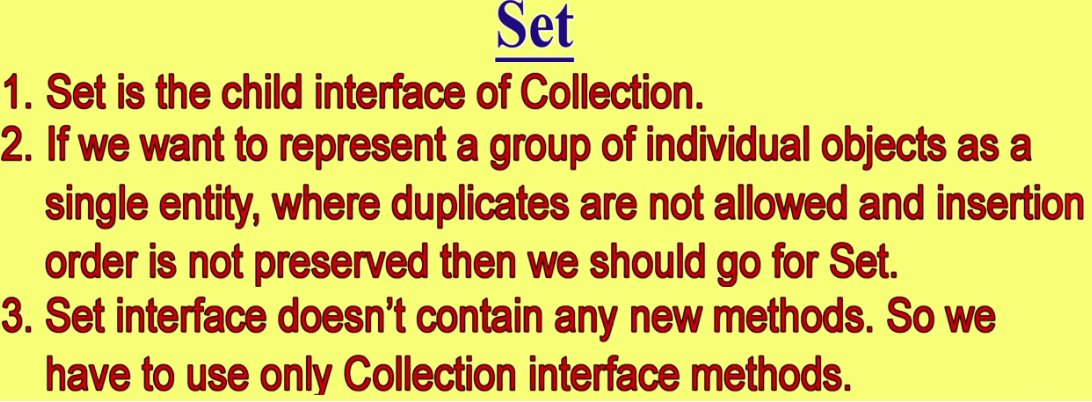 Set
1. Set is the child interface of Collection.
2. If we want to represent a group of individual objects as a
single entity, where duplicates are not allowed and insertion
order is not preserved then we should go for Set.
3. Set interface doesn’t contain any new methods. So we
have to use only Collection interface methods.